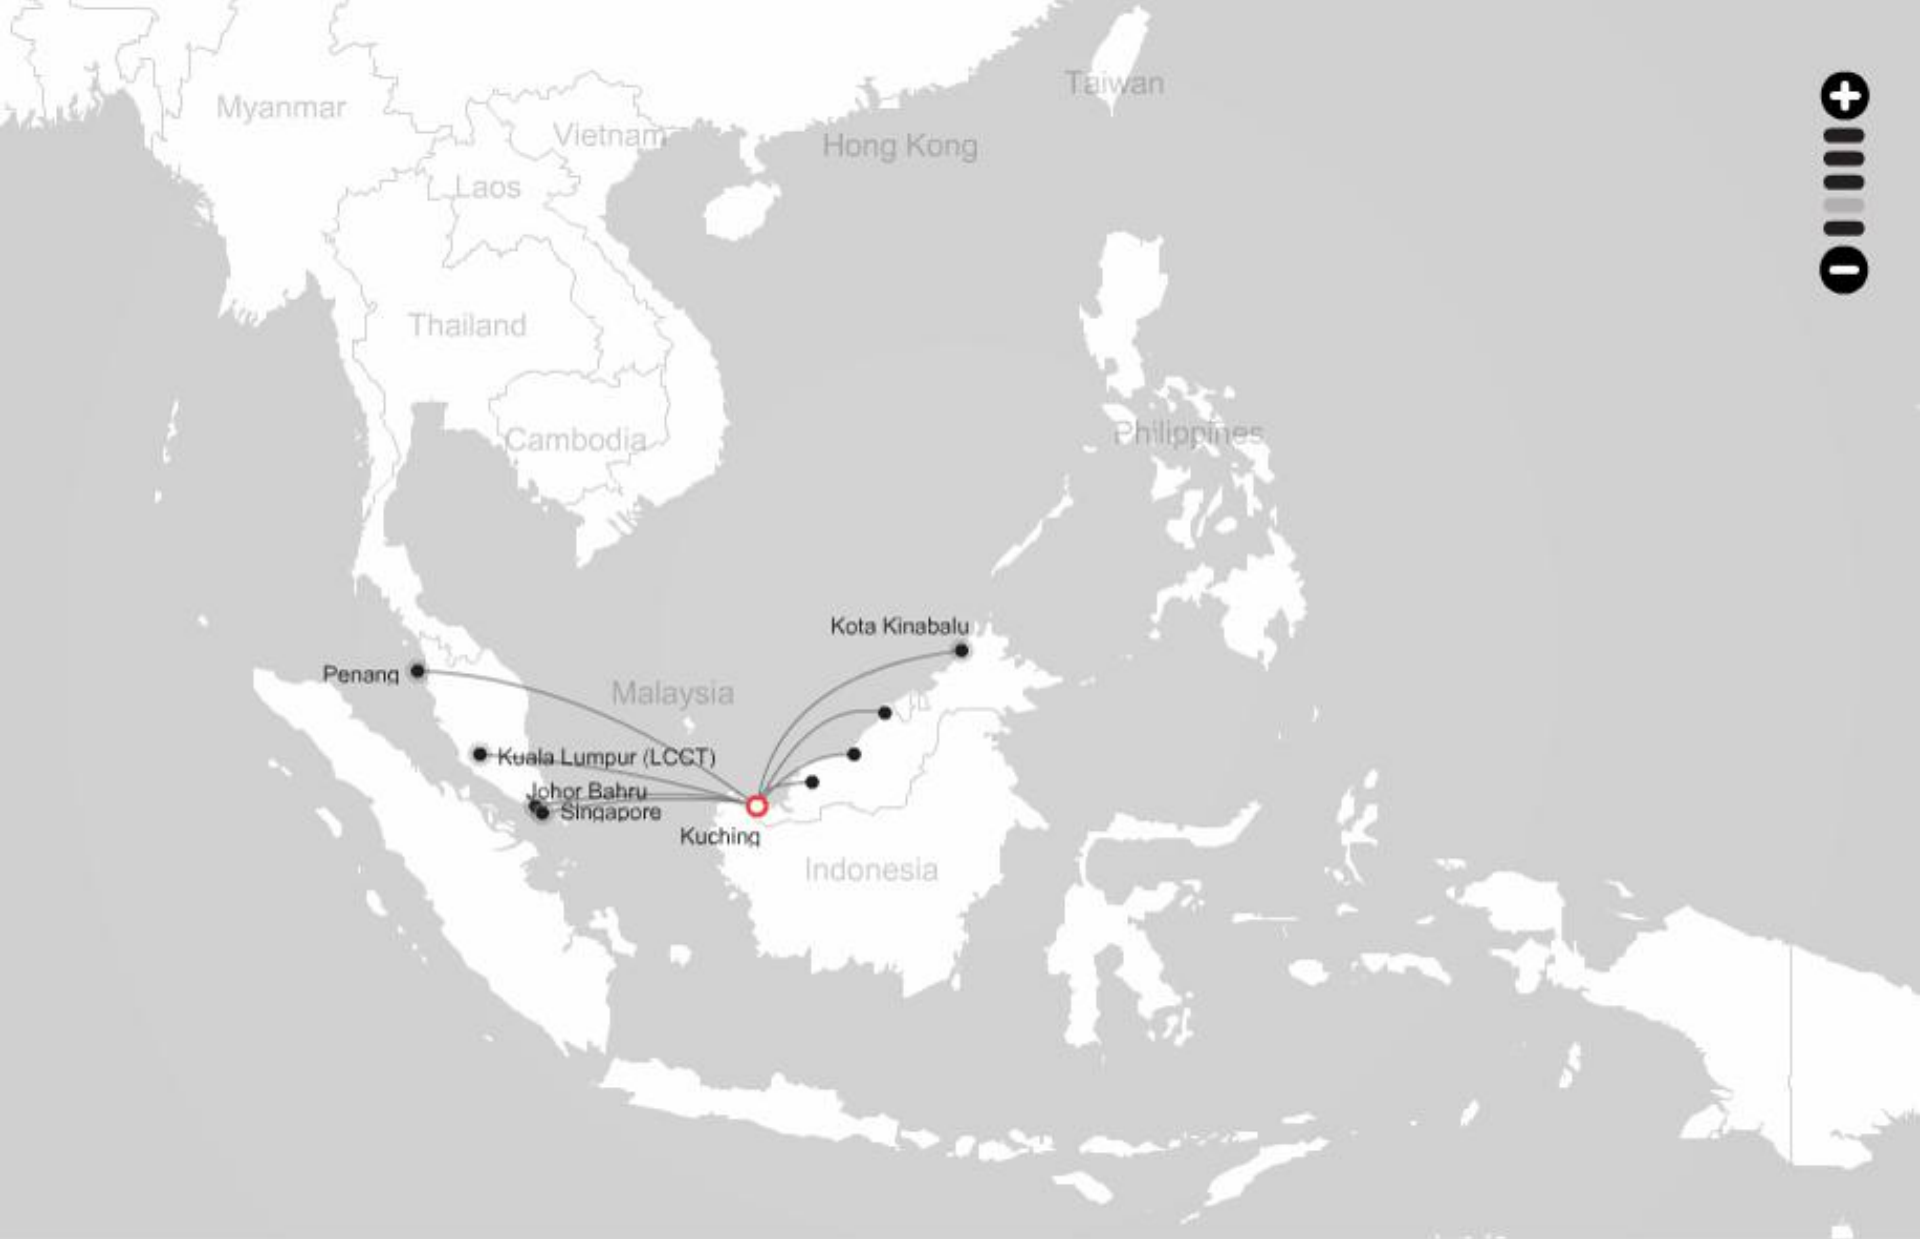 Taiwan
Myanmar
Vietnam
Hong Kong
Laos
Thailand
Philippines
Cambodia
Kota Kinabalu
Penang
Malaysia
Kuala Lumpur (LCCT)
Johor Bahru
Singapore
Kuching
Indonesia